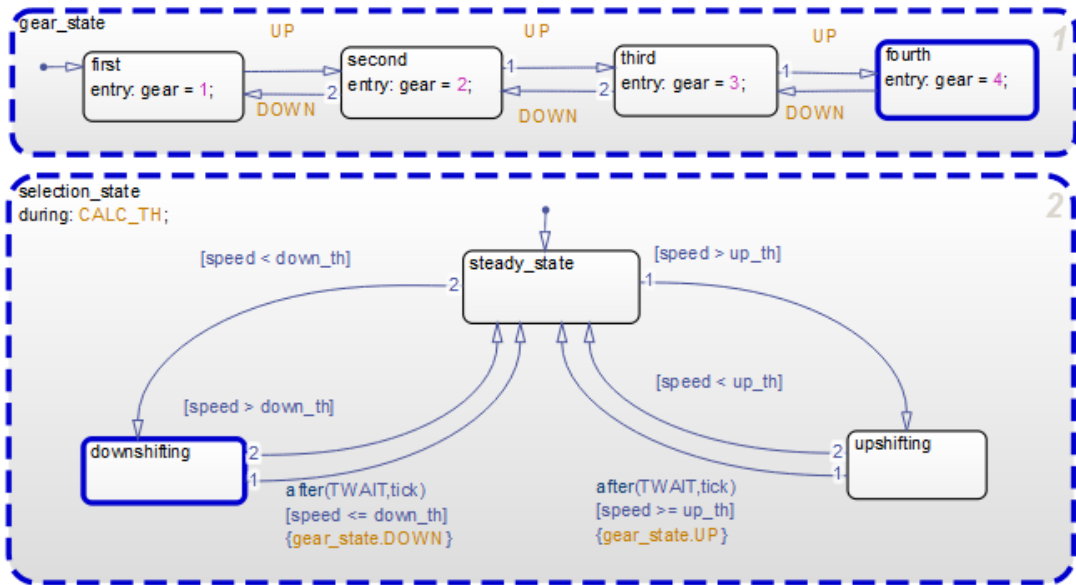 gear_state
1
UP
UP
UP
first
entry: gear = 1;
second
entry: gear = 2;
third
entry: gear = 3;
fourth
entry: gear = 4;
1
1
2
2
DOWN
DOWN
DOWN
selection_state
during: CALC_TH;
2
[speed < down_th]
steady_state
[speed > up_th]
2
1
[speed > down_th]
[speed < up_th]
downshifting
2
1
upshifting
2
1
after(TWAIT,tick)
[speed <= down_th]
{gear_state.DOWN}
after(TWAIT,tick)
[speed >= up_th]
{gear_state.UP}